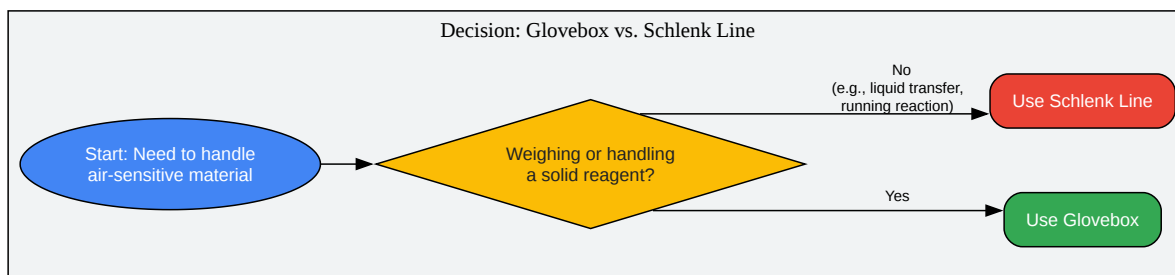 Decision: Glovebox vs. Schlenk Line
Start: Need to handle
air-sensitive material
Weighing or handling
a solid reagent?
No
(e.g., liquid transfer,
running reaction)
Use Schlenk Line
Yes
Use Glovebox